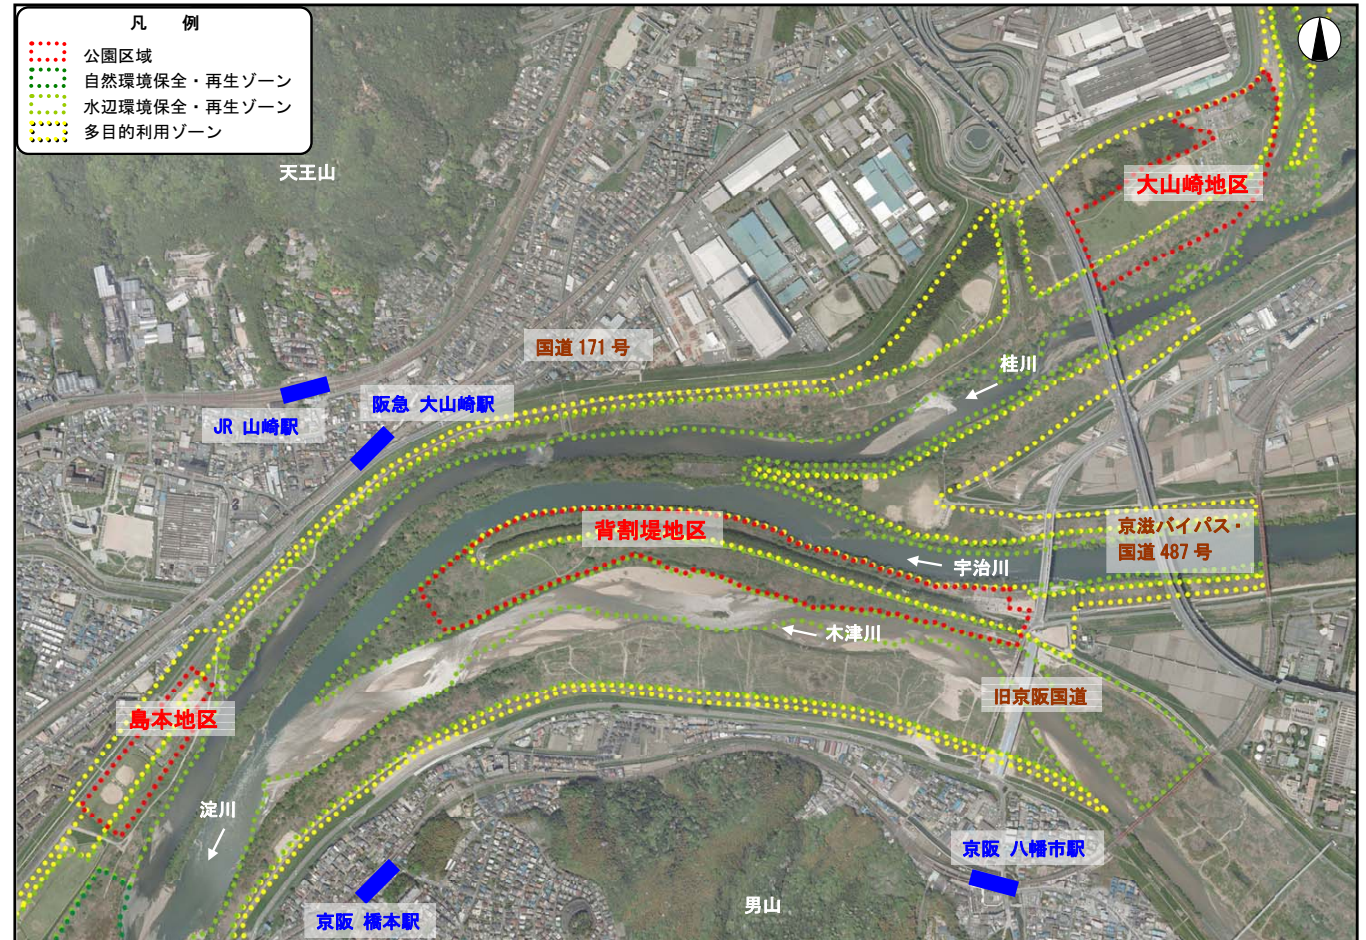 凡　例
公園区域
自然環境保全・再生ゾーン
水辺環境保全・再生ゾーン
多目的利用ゾーン
天王山
大山崎地区
国道 171 号
桂川
阪急 大山崎駅
JR 山崎駅
背割堤地区
京滋バイパス・
国道 487 号
宇治川
木津川
旧京阪国道
島本地区
淀川
京阪 八幡市駅
男山
京阪 橋本駅